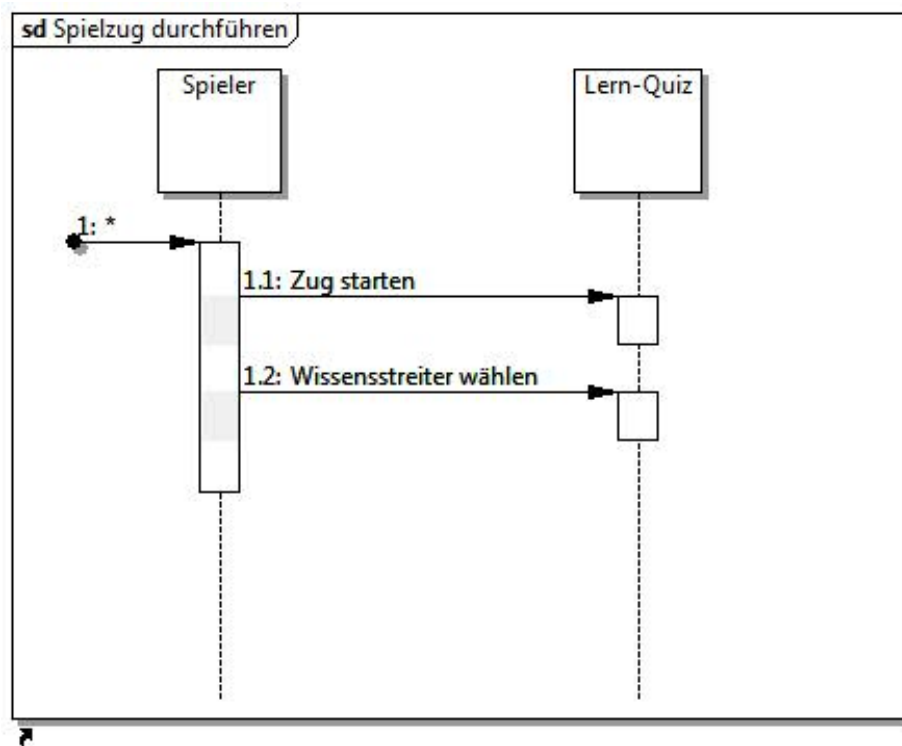 sd Spielzug durchführen
Spieler
Lern-Quiz
1: *
1.1: Zug starten
1.2: Wissensstreiter wählen